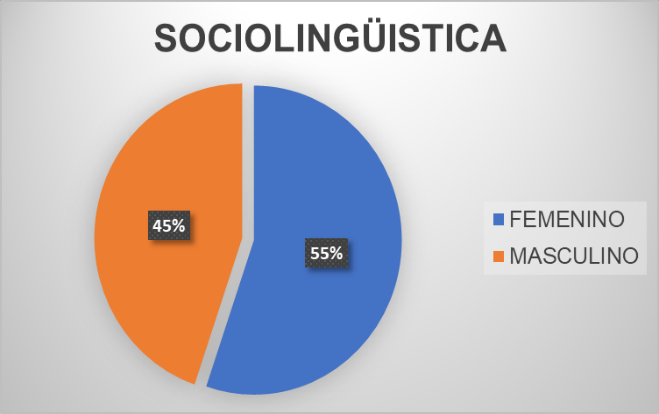 SOCIOLINGÜISTICA
45%
55%
FEMENINO
MASCULINO